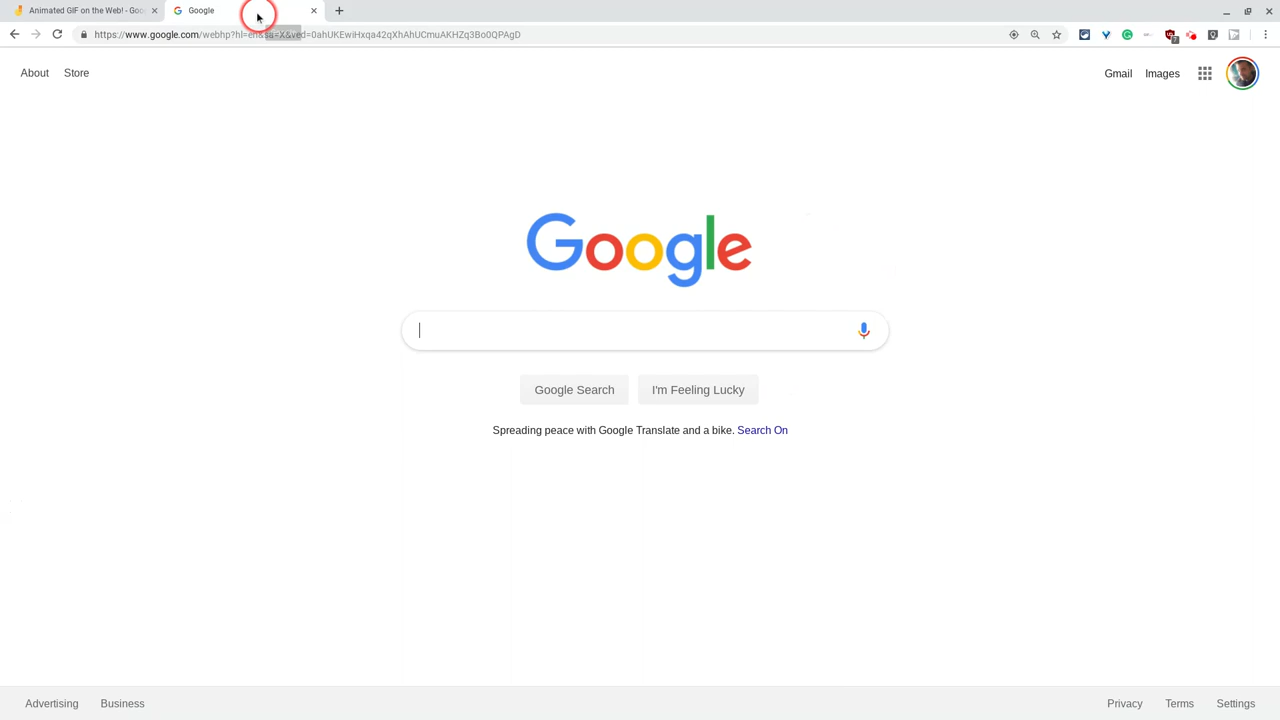 Animated GIF on the Web! - Goo
Google
https://www.google.com/webhp?hl=en&sa=X&ved=0ahUKEwiHxqa42qXhAhUCmuAKHZq3Bo0QPAgD
About Store
Gmail Images
Google
Google Search I'm Feeling Lucky
Spreading peace with Google Translate and a bike. Search On
Advertising Business
Privacy Terms Settings